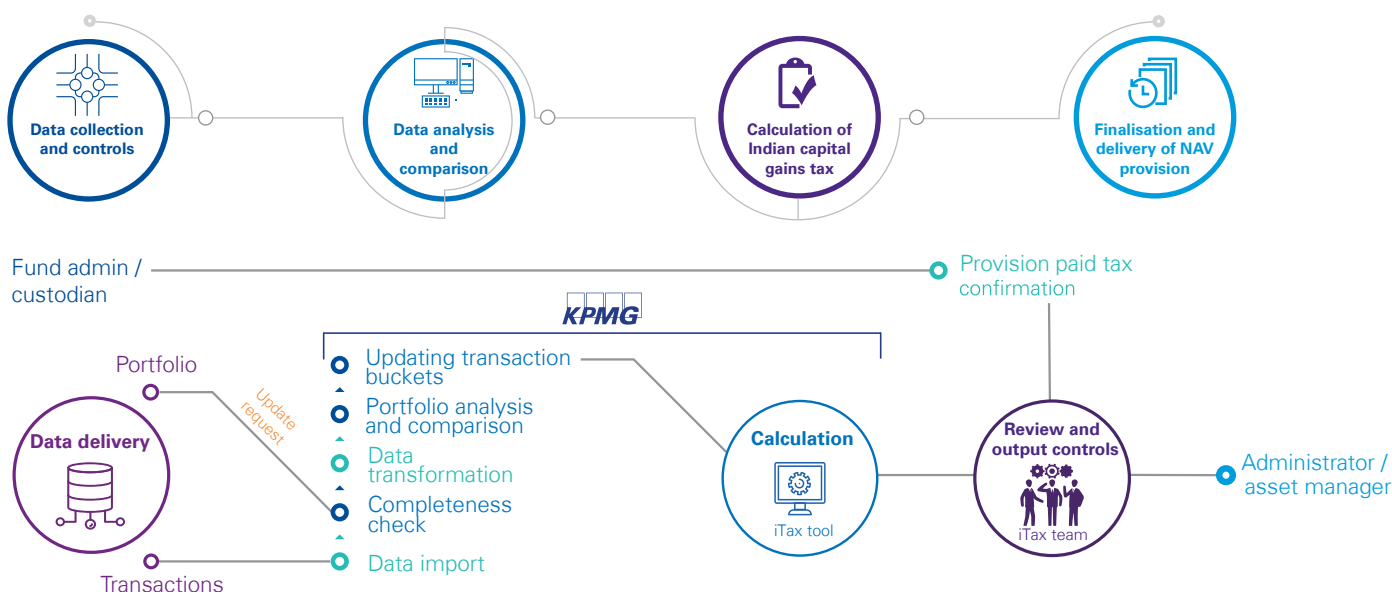 Data collection
and controls
Data analysis
and
comparison
Calculation of
Indian capital
gains tax
Finalisation and
delivery of NAV
provision
Fund admin /
custodian
Provision paid tax
confirmation
KPMG
Portfolio
Update
request
Data delivery
Transactions
Updating transaction
buckets
Portfolio analysis
and comparison
Data
transformation
Completeness
check
Data import
Calculation
iTax tool
Review and
output controls
iTax team
Administrator /
asset manager